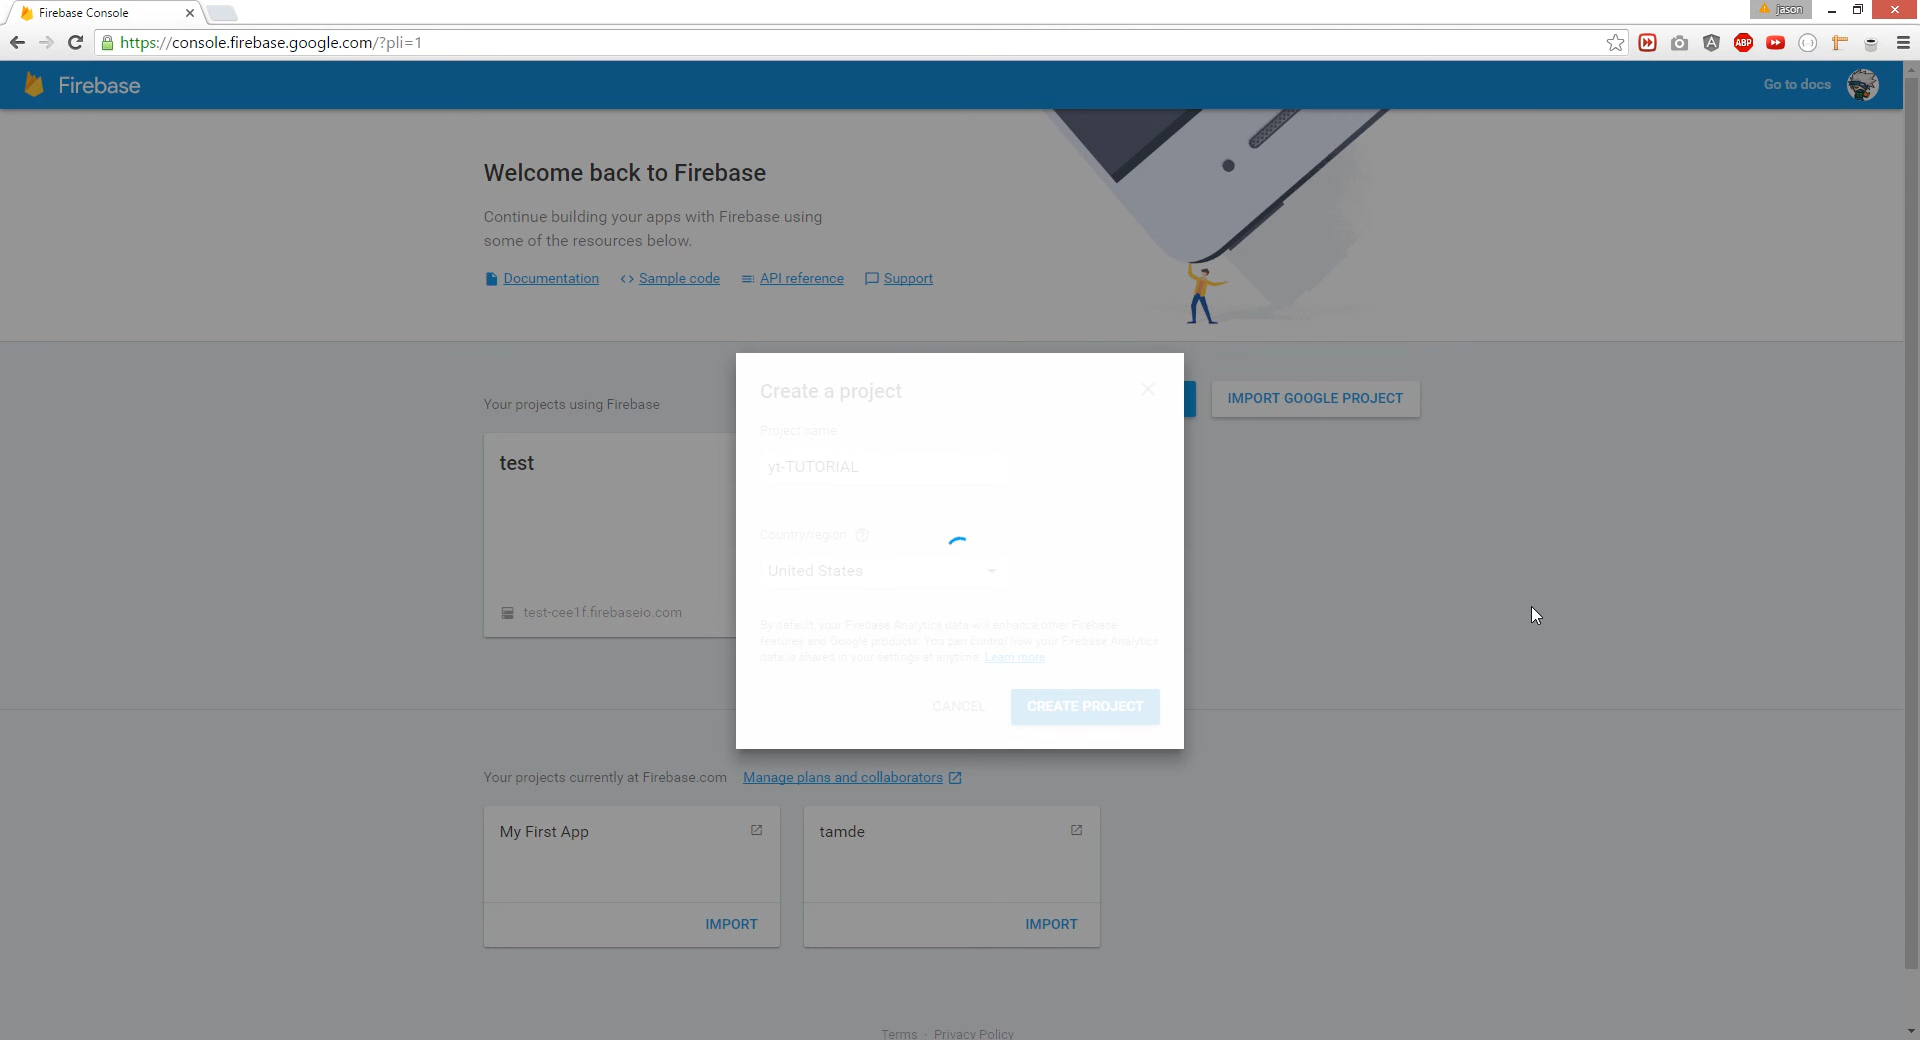 Firebase Console
jason
https://console.firebase.google.com/?pli=1
ABP
Firebase
Go to docs
Welcome back to Firebase
Continue building your apps with Firebase using
some of the resources below.
Documentation
Sample code
API reference
Support
Create a project
IMPORT GOOGLE PROJECT
Your projects using Firebase
Project name
yt-TUTORIAL
test
Country/region
United States
test-cee1f.firebaseio.com
By default, your Firebase Analytics data will enhance other Firebase
features and Google products. You can control how your Firebase Analytics
data is shared in your settings at anytime. Learn more
CANCEL
CREATE PROJECT
Your projects currently at Firebase.com
Manage plans and collaborators
My First App
tamde
IMPORT
IMPORT
Terms · Privacy Policy